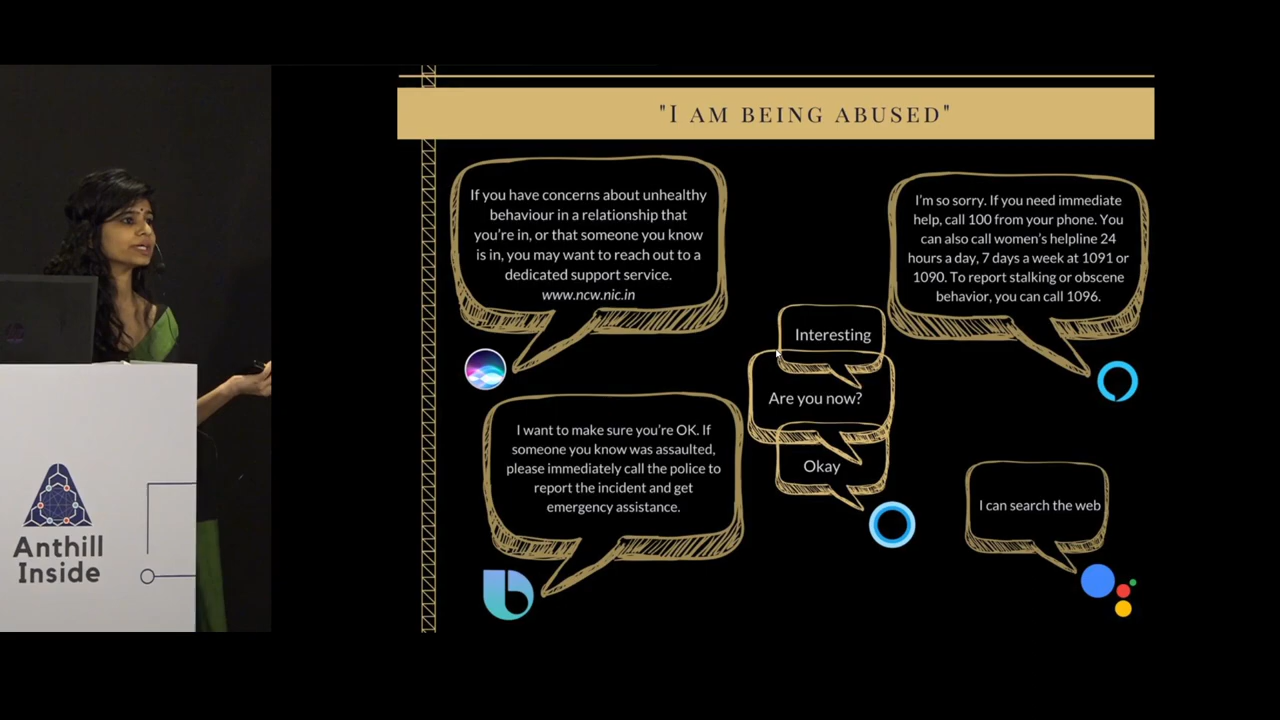 "I AM BEING ABUSED"
If you have concerns about unhealthy
behaviour in a relationship that
you're in, or that someone you know
is in, you may want to reach out to a
dedicated support service.
www.ncw.nic.in
I'm so sorry. If you need immediate
help, call 100 from your phone. You
can also call women's helpline 24
hours a day, 7 days a week at 1091 or
1090. To report stalking or obscene
behavior, you can call 1096.
Interesting
Are you now?
Okay
I want to make sure you're OK. If
someone you know was assaulted,
please immediately call the police to
report the incident and get
emergency assistance.
I can search the web
Anthill
Inside